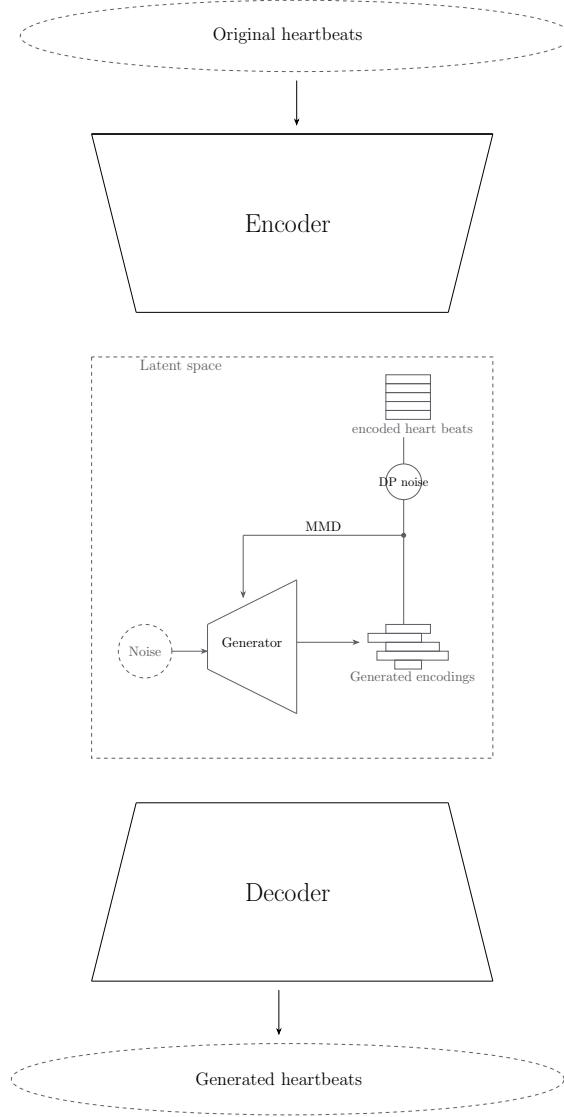 Original heartbeats
Encoder
Latent space
encoded heart beats
DP noise
MMD
Generator
Noise
Generated encodings
Decoder
Generated heartbeats